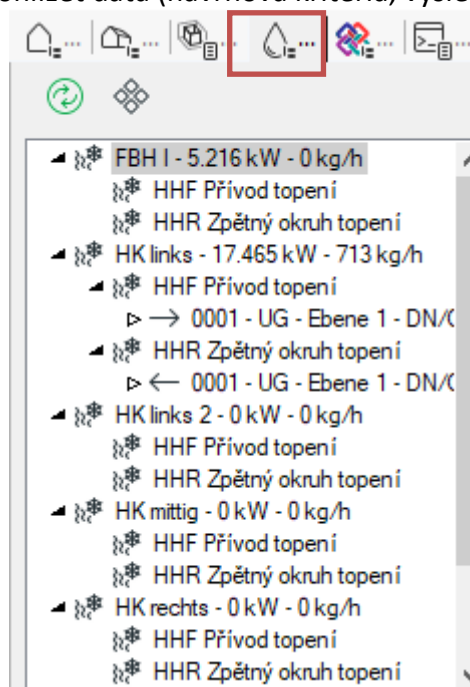 data (návrhová kritéria,
FBH I - 5.216 kW - 0 kg/h
HHF Přívod topení
HHR Zpětný okruh topení
HK links - 17.465 kW - 713 kg/h
HHF Přívod topení
0001 - UG - Ebene 1 - DN/
HHR Zpětný okruh topení
0001 - UG - Ebene 1 - DN/
HK links 2 - 0 kW - 0 kg/h
HHF Přívod topení
HHR Zpětný okruh topení
HK mittig - 0 kW - 0 kg/h
HHF Přívod topení
HHR Zpětný okruh topení
HK rechts - 0 kW - 0 kg/h
HHF Přívod topení
HHR Zpětný okruh topení